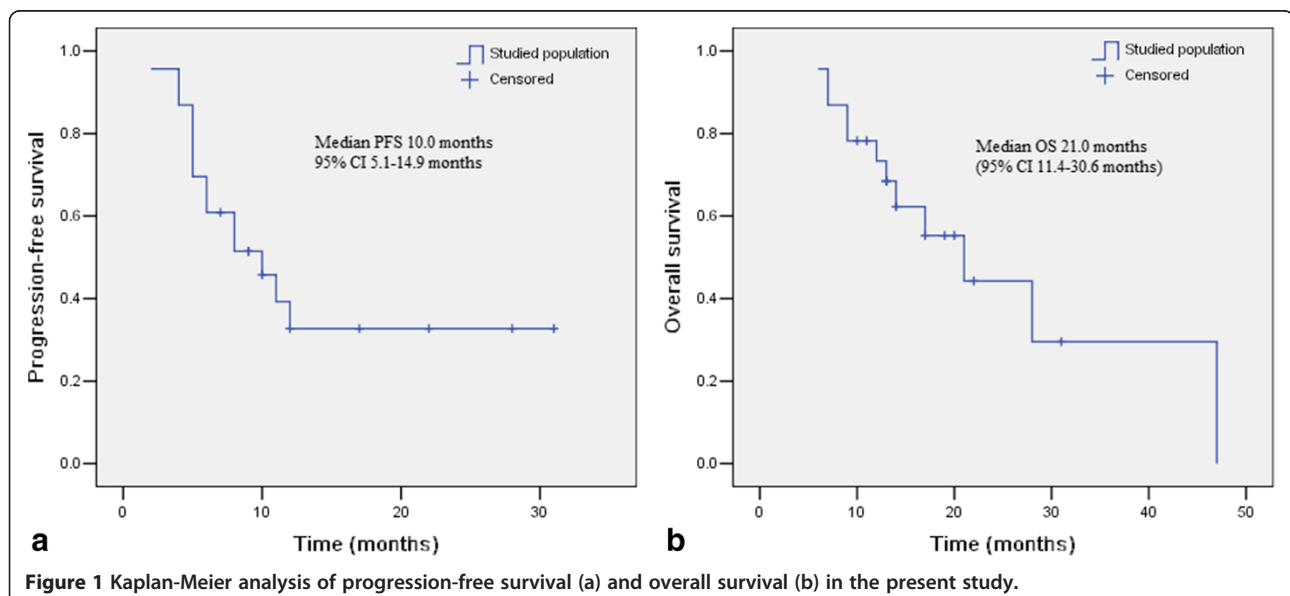 1.0
0.8
0.6
0.4
0.2
0.0
Progression-free survival
Studied population
Censored
Median PFS 10.0 months
95% CI 5.1-14.9 months
0 10 20 30
Time (months)
a
1.0
0.8
0.6
0.4
0.2
0.0
Overall survival
Studied population
Censored
Median OS 21.0 months
(95% CI 11.4-30.6 months)
0 10 20 30 40 50
Time (months)
b
Figure 1 Kaplan-Meier analysis of progression-free survival (a) and overall survival (b) in the present study.